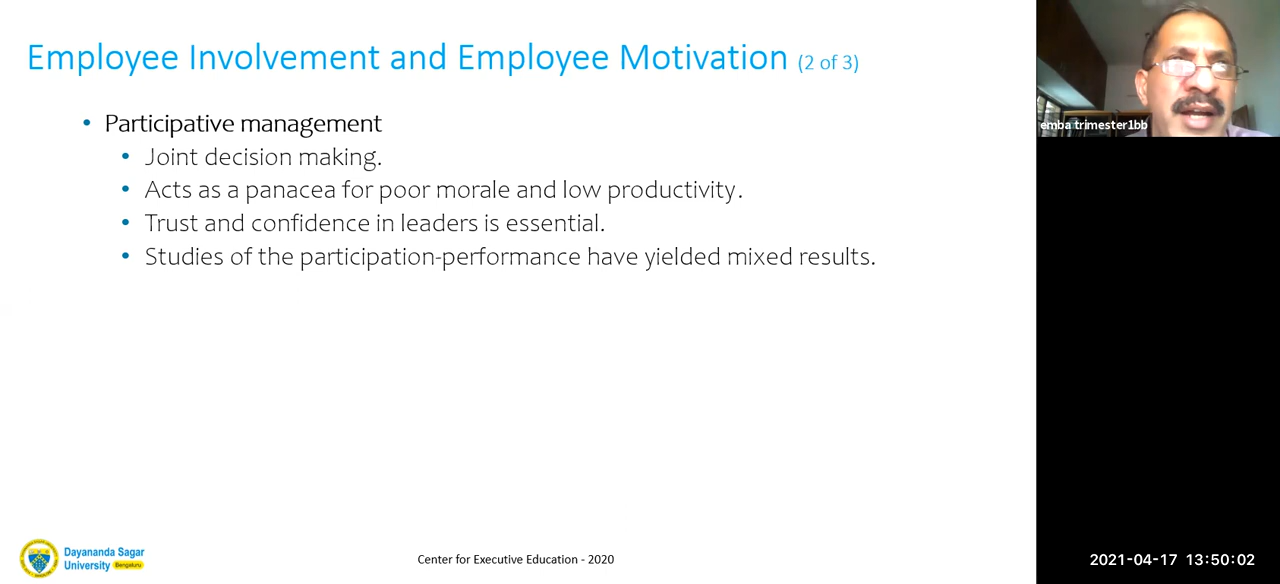 Employee Involvement and Employee Motivation (2 of 3)
• Participative management
• Joint decision making.
• Acts as a panacea for poor morale and low productivity.
• Trust and confidence in leaders is essential.
• Studies of the participation-performance have yielded mixed results.
emba trimester1bb
Dayananda Sagar
University Bengaluru
Center for Executive Education - 2020
2021-04-17 13:50:02